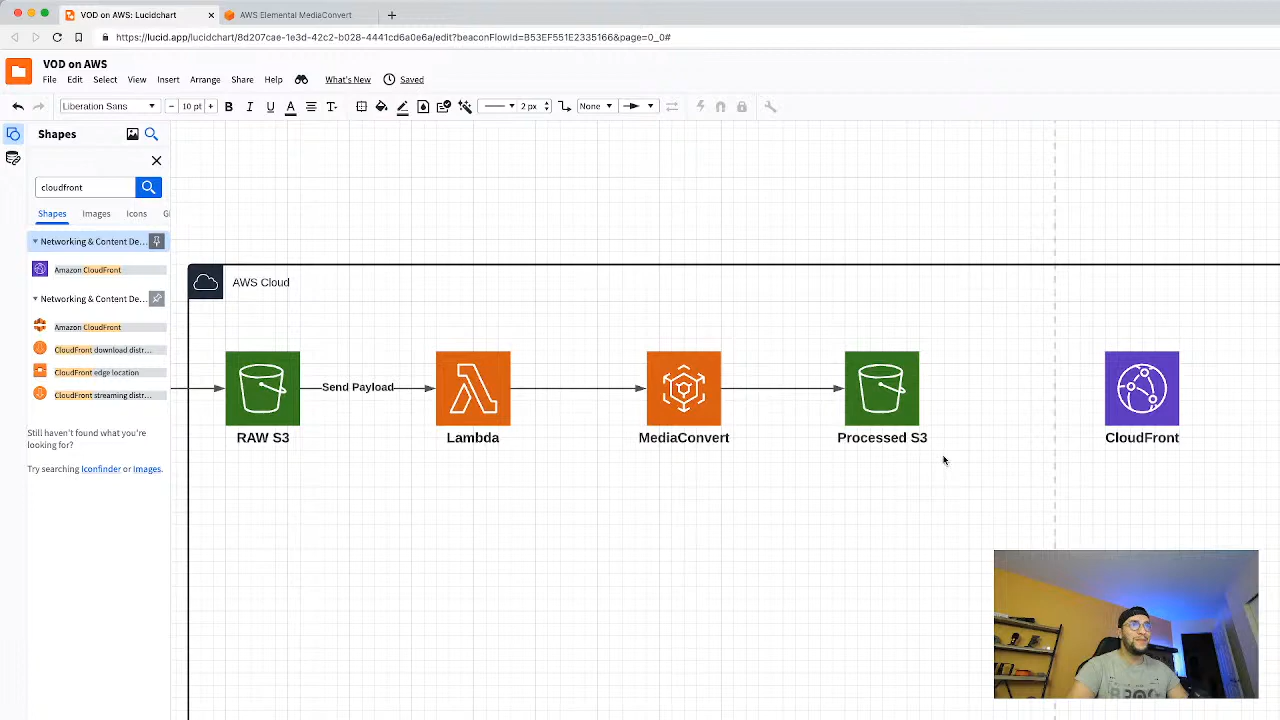 VOD on AWS: Lucidchart
AWS Elemental MediaConvert
https://lucid.app/lucidchart/8d207cae-1e3d-42c2-b028-4441cd6a0e6a/edit?beaconFlowId=B53EF551E2335166&page=0_0#
VOD on AWS
File Edit Select View Insert Arrange Share Help What's New Saved
Liberation Sans 10 pt B I U A T 2 px None
Shapes
cloudfront
Shapes Images Icons
Networking & Content De...
Amazon CloudFront
Networking & Content De...
Amazon CloudFront
CloudFront download distr...
CloudFront edge location
CloudFront streaming distr...
Still haven't found what you're
looking for?
Try searching Iconfinder or Images.
AWS Cloud
Send Payload
RAW S3 Lambda MediaConvert Processed S3 CloudFront